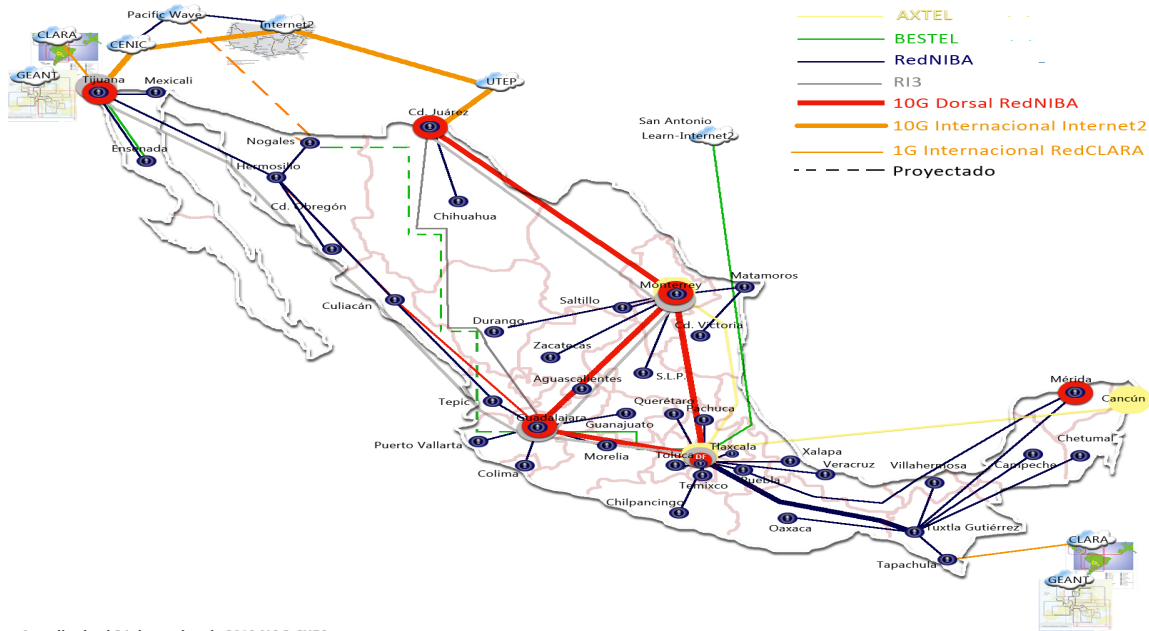 Pacific Wave
CLARA
CENIC
Internet2
GEANT
Tijuana
Mexicali
UTEP
Cd. Juárez
San Antonio
Learn-Internet2
Ensenada
Nogales
Hermosillo
Cd. Obregón
Chihuahua
Culiacán
Monterrey
Matamoros
Saltillo
Durango
Cd. Victoria
Zacatecas
Aguascalientes
S.L.P.
Tepic
Querétaro
Pachuca
Guadalajara
Guanajuato
Puerto Vallarta
Morelia
Toluca
Tlaxcala
Colima
Temixco
Puebla
Xalapa
Veracruz
Chilpancingo
Oaxaca
Villahermosa
Campeche
Mérida
Cancún
Chetumal
Tuxtla Gutiérrez
Tapachula
CLARA
GEANT
AXTEL
BESTEL
RedNIBA
RI3
10G Dorsal RedNIBA
10G Internacional Internet2
1G Internacional RedCLARA
Proyectado